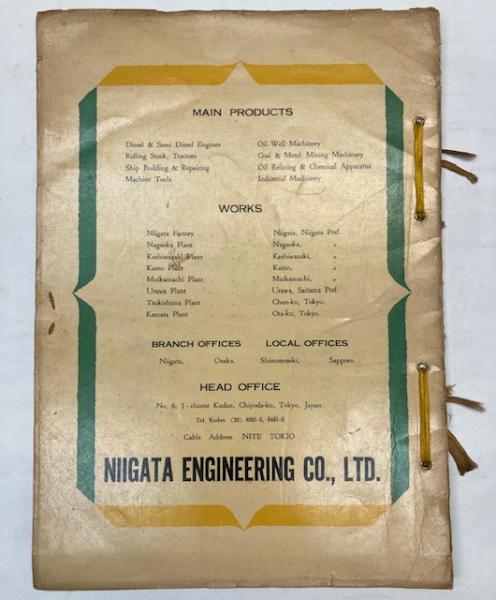 MAIN PRODUCTS
Diesel & Semi Diesel Engines Oil Well Machinery
Rolling Stock, Tractors Coal & Metal Mining Machinary
Ship Building & Repairing Oil Refining & Chemical Apparatus
Machine Tools Industrial Machinery
WORKS
Niigata Factory Niigata, Niigata Pref.
Nagaoka Plant Nagaoka, 〃
Kashiwazaki Plant Kashiwazaki, 〃
Kamo Plant Kamo, 〃
Muikamachi Plant Muikamachi, 〃
Urawa Plant Urawa, Saitama Pref.
Tsukishima Plant Chuo-ku, Tokyo.
Kamata Plant Ota-ku, Tokyo.
BRANCH OFFICES LOCAL OFFICES
Niigata, Osaka. Shimonoseki, Sapporo.
HEAD OFFICE
No. 6. 1-chome Kudan, Chiyoda-ku, Tokyo, Japan.
Tel. Kudan (33)
Cable Address NITE TOKIO
NIIGATA ENGINEERING CO., LTD.